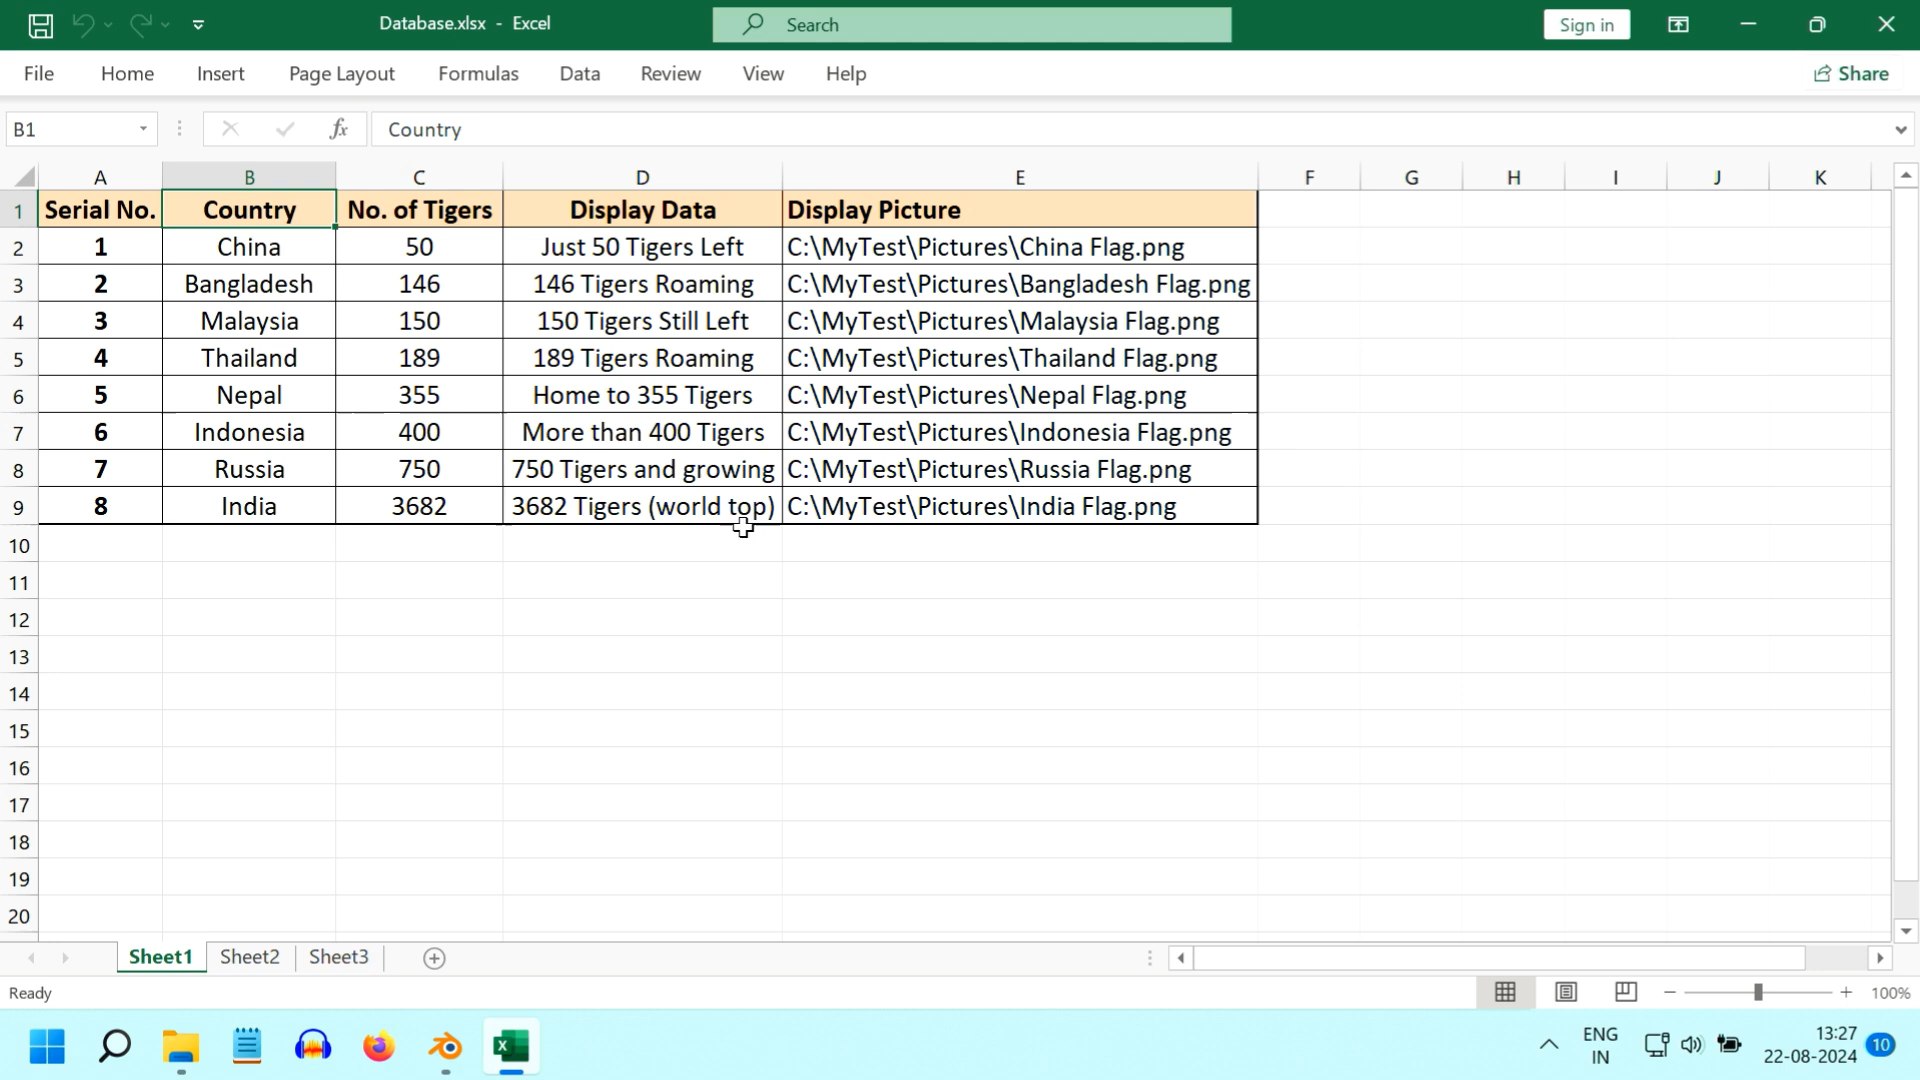 Database.xlsx - Excel
Search
Sign in
File Home Insert Page Layout Formulas Data Review View Help
Share
B1
fx
Country
A B C D E F G H I J K
1 Serial No. Country No. of Tigers Display Data Display Picture
2 1 China 50 Just 50 Tigers Left C:\MyTest\Pictures\China Flag.png
3 2 Bangladesh 146 146 Tigers Roaming C:\MyTest\Pictures\Bangladesh Flag.png
4 3 Malaysia 150 150 Tigers Still Left C:\MyTest\Pictures\Malaysia Flag.png
5 4 Thailand 189 189 Tigers Roaming C:\MyTest\Pictures\Thailand Flag.png
6 5 Nepal 355 Home to 355 Tigers C:\MyTest\Pictures\Nepal Flag.png
7 6 Indonesia 400 More than 400 Tigers C:\MyTest\Pictures\Indonesia Flag.png
8 7 Russia 750 750 Tigers and growing C:\MyTest\Pictures\Russia Flag.png
9 8 India 3682 3682 Tigers (world top) C:\MyTest\Pictures\India Flag.png
10
11
12
13
14
15
16
17
18
19
20
Sheet1 Sheet2 Sheet3
Ready
100%
ENG
IN
13:27
22-08-2024
10